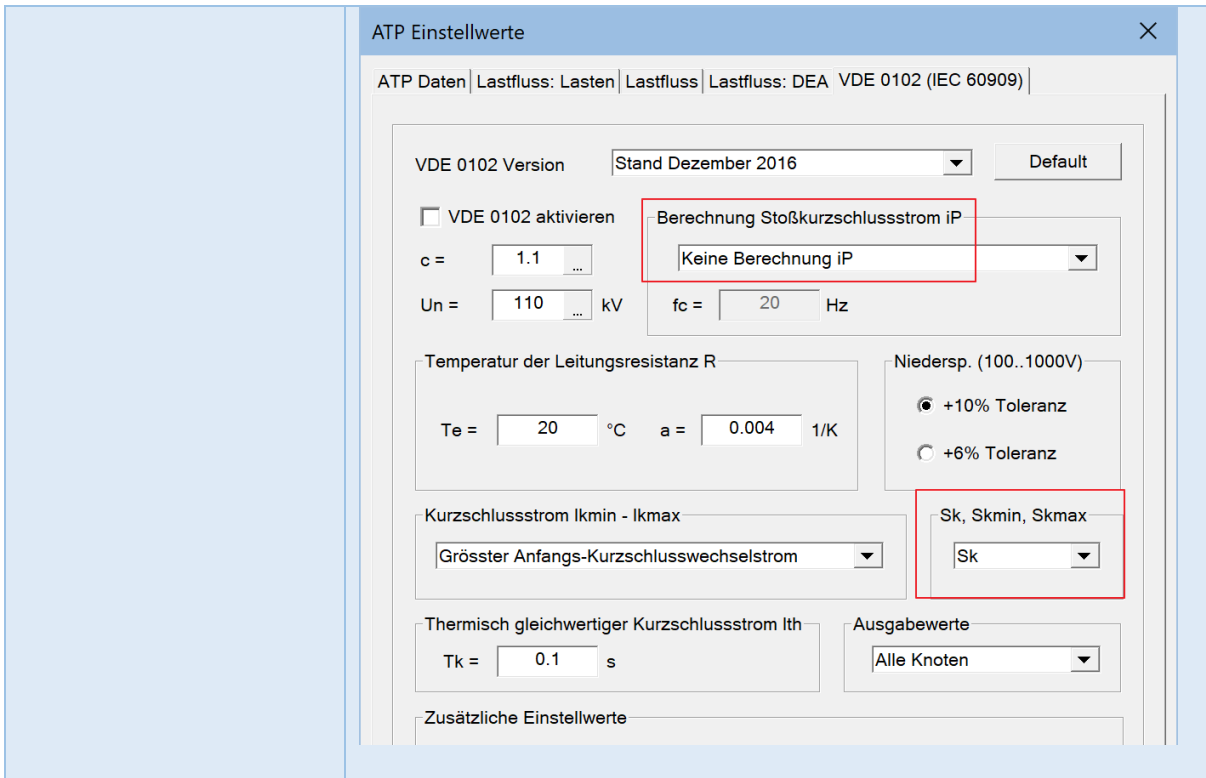 ATP Einstellwerte
ATP Daten Lastfluss: Lasten Lastfluss Lastfluss: DEA VDE 0102 (IEC 60909)
VDE 0102 Version Stand Dezember 2016 Default
VDE 0102 aktivieren Berechnung Stoßkurzschlussstrom iP
c = 1.1 ... Keine Berechnung iP
Un = 110 ... kV fc = 20 Hz
Temperatur der Leitungsresistanz R Niedersp. (100..1000V)
+10% Toleranz
Te = 20 °C a = 0.004 1/K
+6% Toleranz
Kurzschlussstrom Ikmin - Ikmax Sk, Skmin, Skmax
Grösster Anfangs-Kurzschlusswechselstrom Sk
Thermisch gleichwertiger Kurzschlussstrom Ith Ausgabewerte
Tk = 0.1 s Alle Knoten
Zusätzliche Einstellwerte